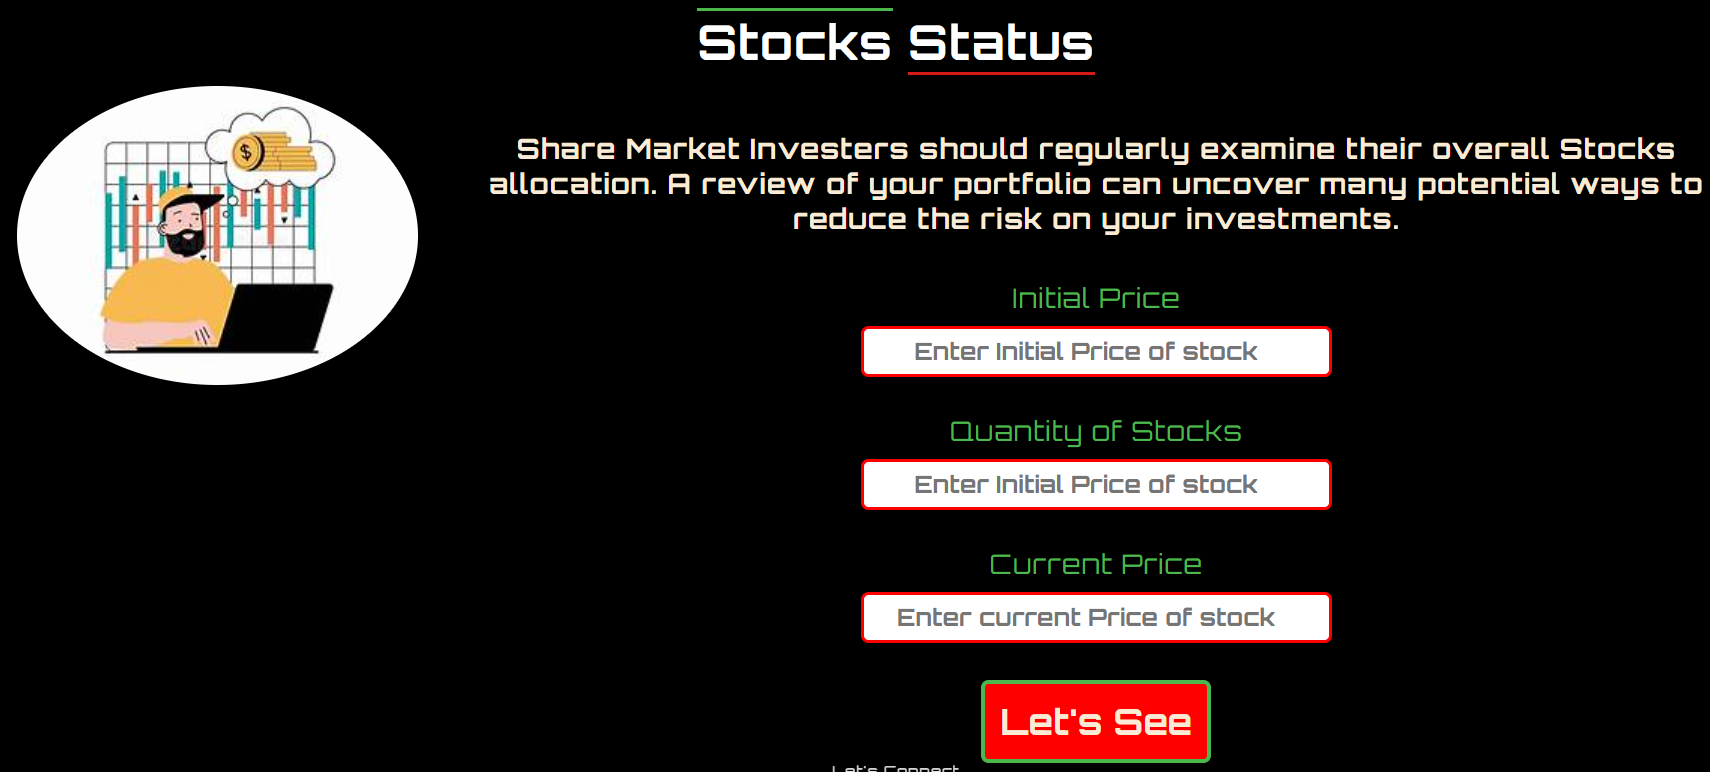 Stocks Status
$
Share Market Investers should regularly examine their overall Stocks
allocation. A review of your portfolio can uncover many potential ways to
reduce the risk on your investments.
Initial Price
Enter Initial Price of stock
Quantity of Stocks
Enter Initial Price of stock
Current Price
Enter current Price of stock
Let's See
Let's Connect